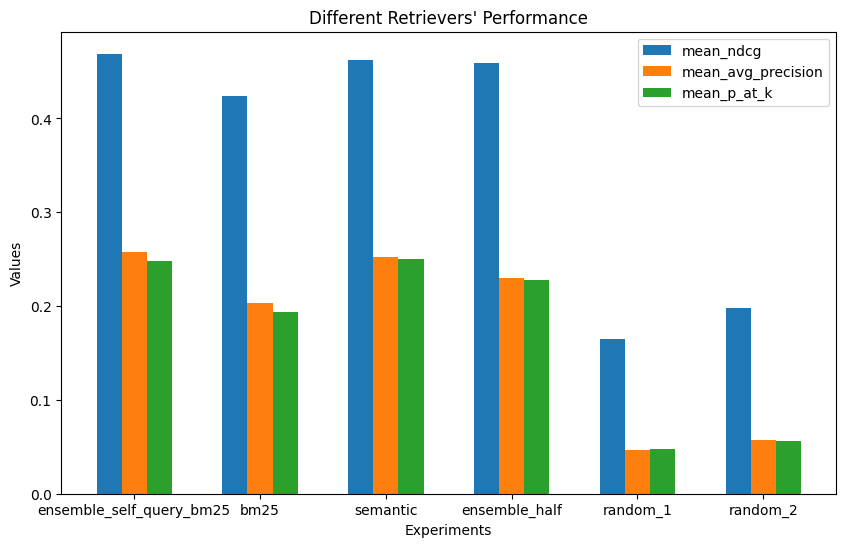 Different Retrievers' Performance
mean_ndcg
mean_avg_precision
mean_p_at_k
Values
0.4
0.3
0.2
0.1
0.0
ensemble_self_query_bm25 bm25 semantic ensemble_half random_1 random_2
Experiments